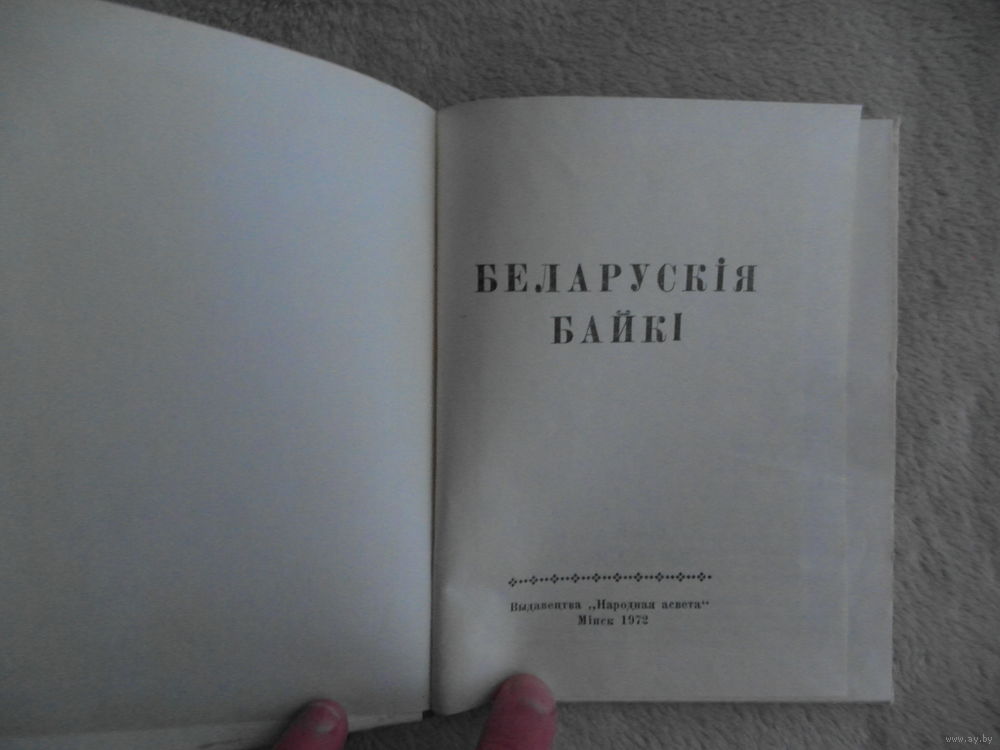 БЕЛАРУСКІЯ
БАЙКІ
Выдавецтва „Народная асвета“
Мінск 1972
www.ay.by